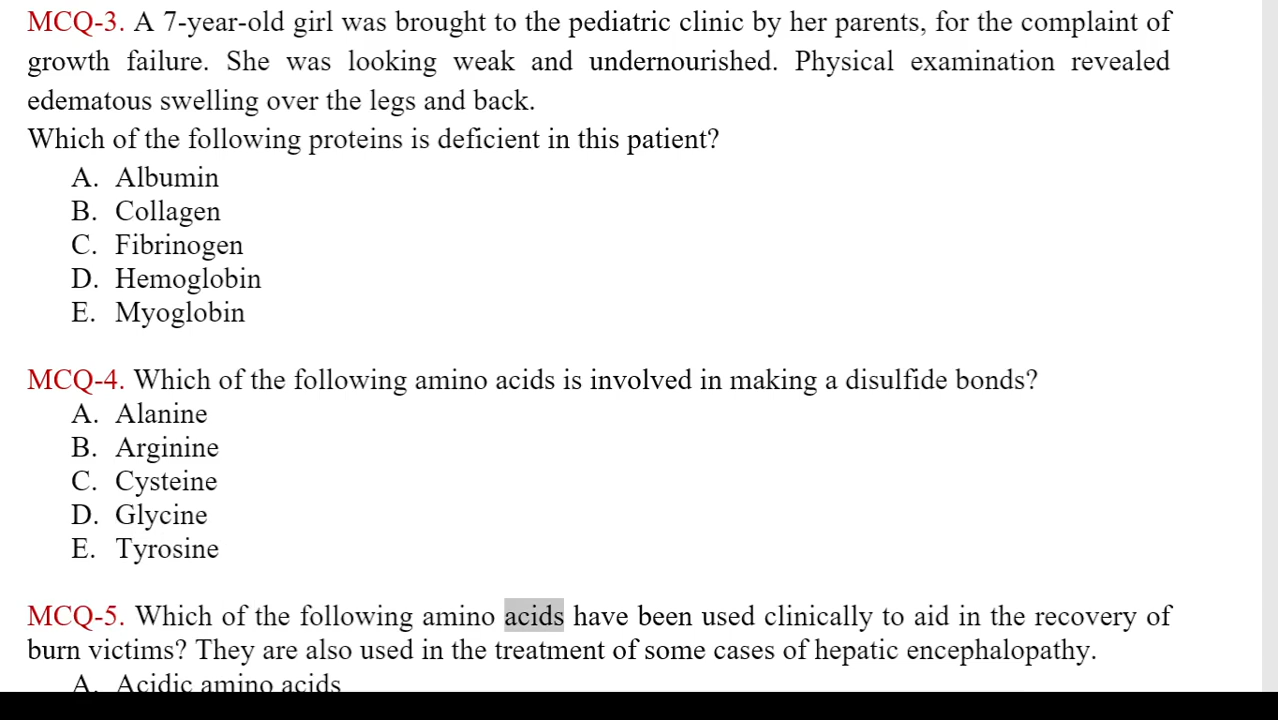 MCQ-3. A 7-year-old girl was brought to the pediatric clinic by her parents, for the complaint of
growth failure. She was looking weak and undernourished. Physical examination revealed
edematous swelling over the legs and back.
Which of the following proteins is deficient in this patient?
A. Albumin
B. Collagen
C. Fibrinogen
D. Hemoglobin
E. Myoglobin
MCQ-4. Which of the following amino acids is involved in making a disulfide bonds?
A. Alanine
B. Arginine
C. Cysteine
D. Glycine
E. Tyrosine
MCQ-5. Which of the following amino acids have been used clinically to aid in the recovery of
burn victims? They are also used in the treatment of some cases of hepatic encephalopathy.
A. Acidic amino acids